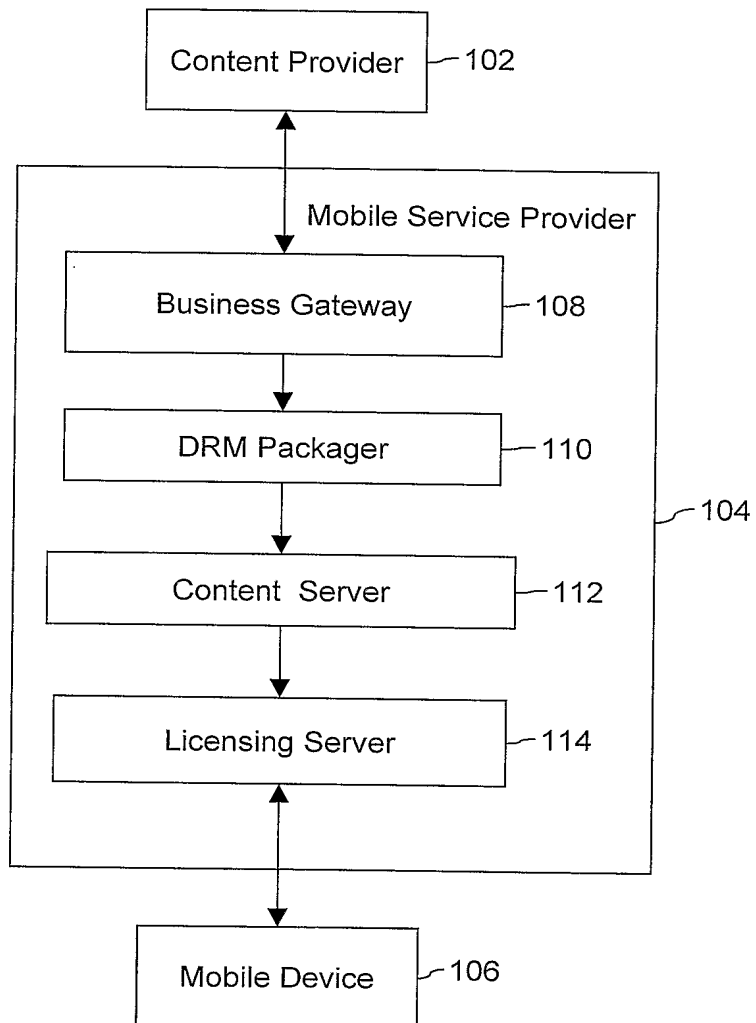 Content Provider 102
Mobile Service Provider
Business Gateway 108
DRM Packager 110
104
Content Server 112
Licensing Server 114
Mobile Device 106